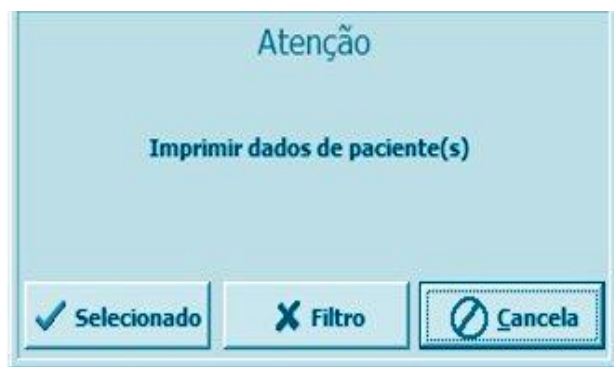 Atenção
Imprimir dados de paciente(s)
Selecionado
Filtro
Cancela